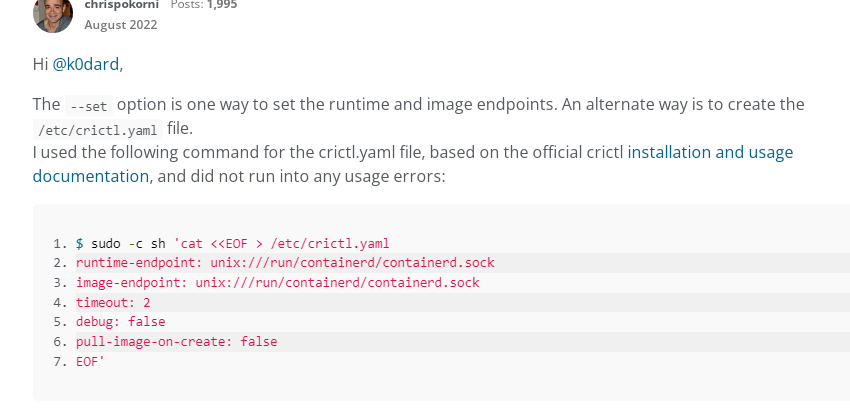 chrispokorni Posts: 1,995
August 2022
Hi @k0dard,
The --set option is one way to set the runtime and image endpoints. An alternate way is to create the
/etc/crictl.yaml file.
I used the following command for the crictl.yaml file, based on the official crictl installation and usage
documentation, and did not run into any usage errors:
1. $ sudo -c sh 'cat <<EOF > /etc/crictl.yaml
2. runtime-endpoint: unix:///run/containerd/containerd.sock
3. image-endpoint: unix:///run/containerd/containerd.sock
4. timeout: 2
5. debug: false
6. pull-image-on-create: false
7. EOF'